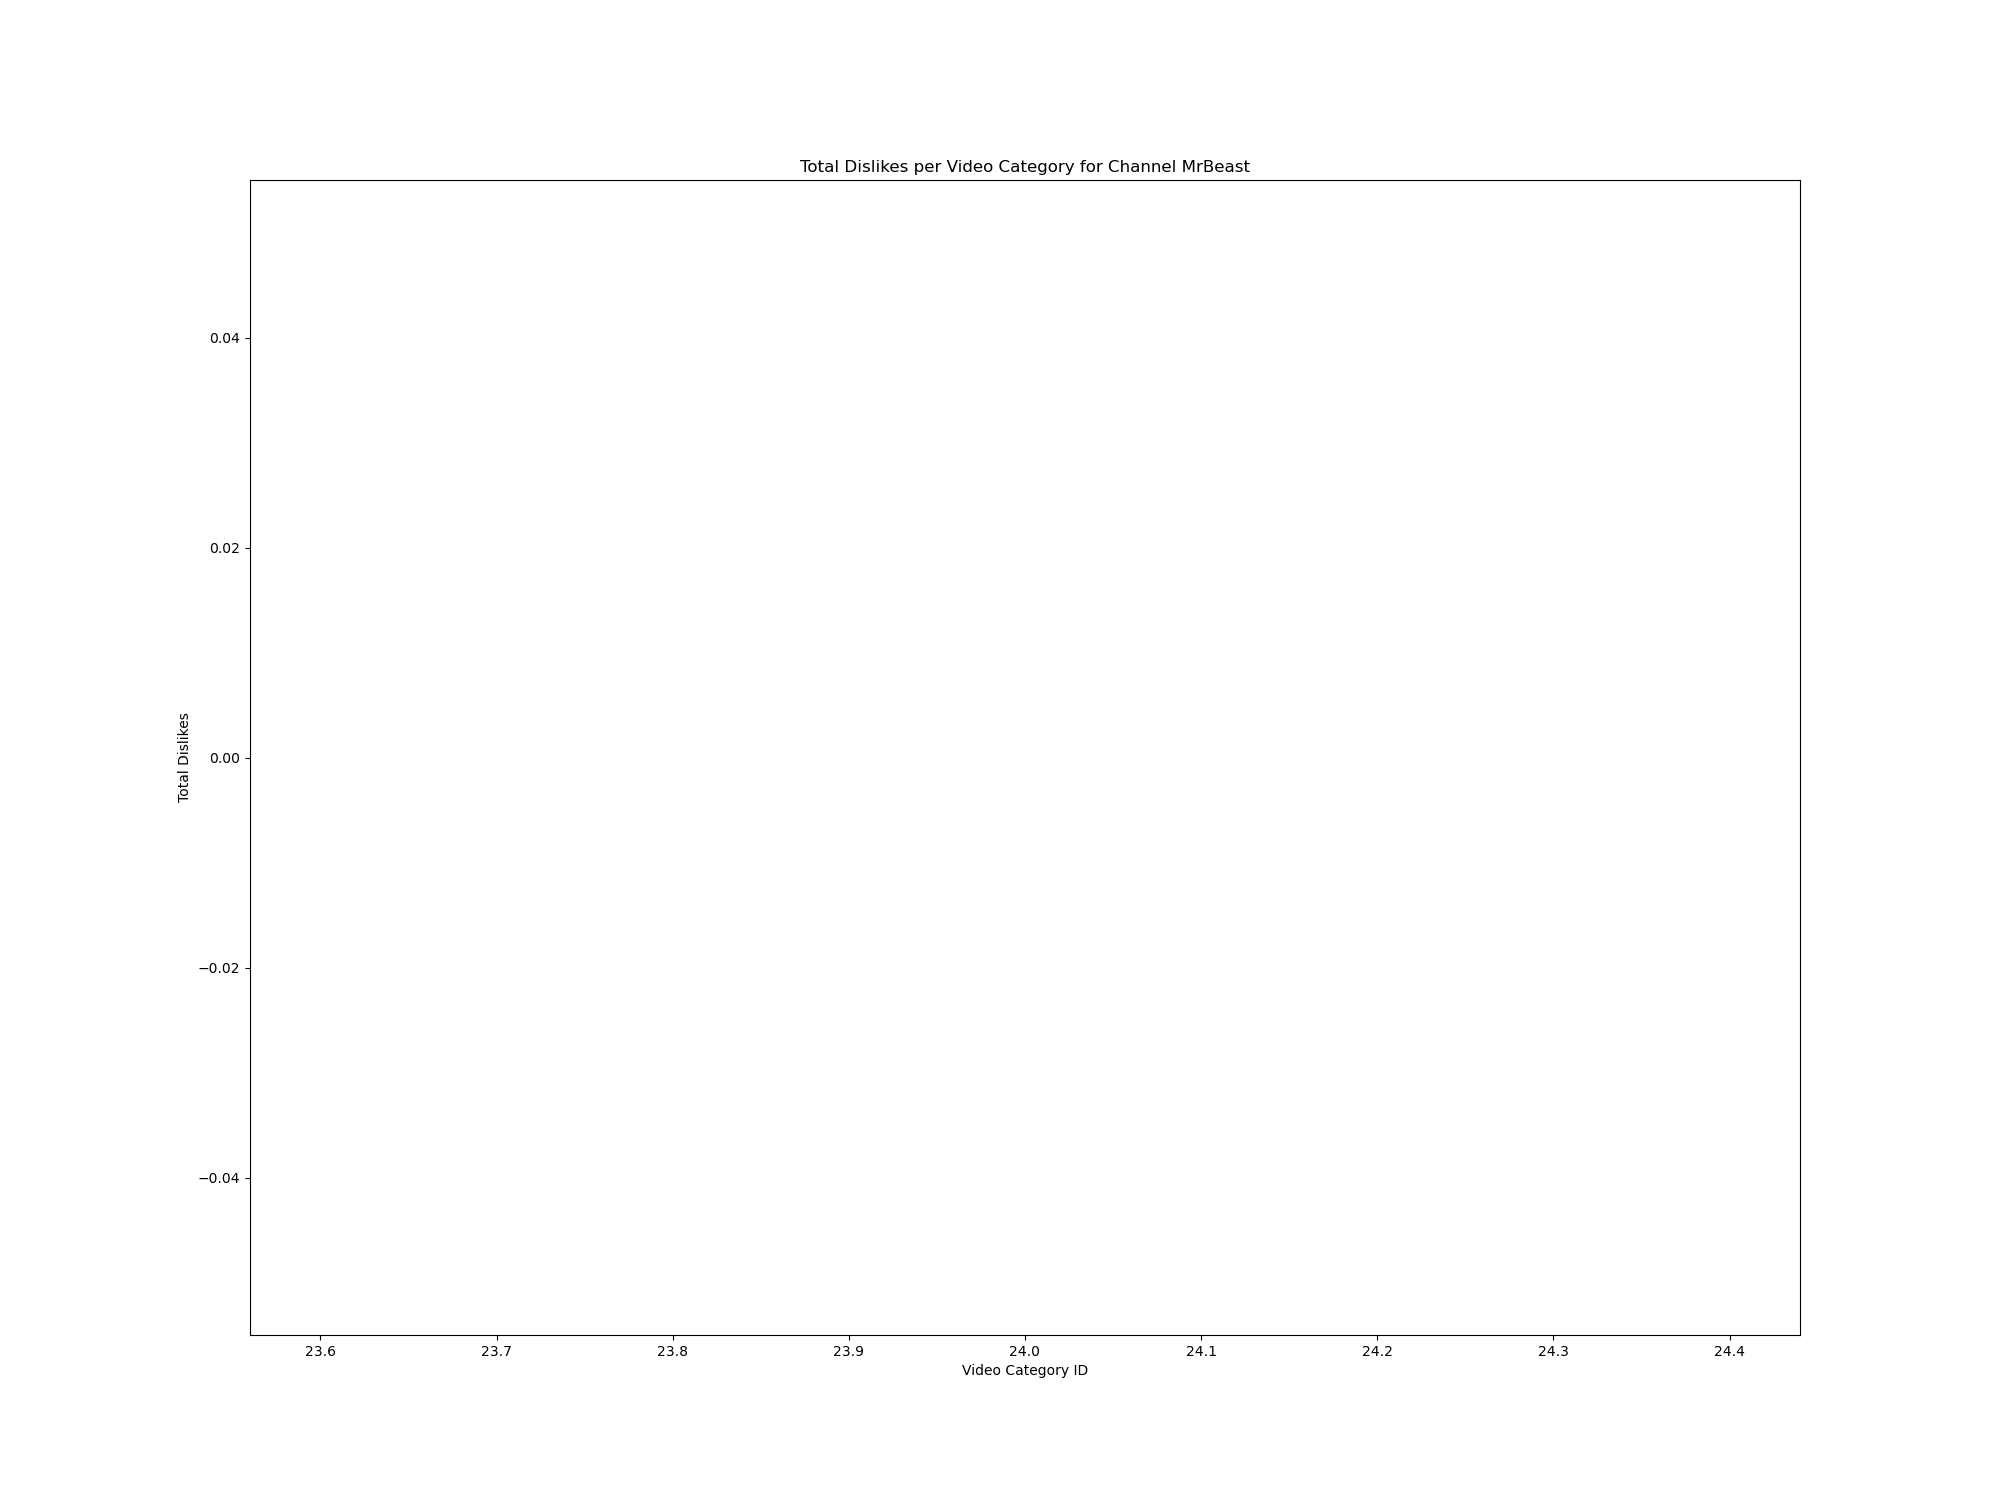 Total Dislikes per Video Category for Channel MrBeast
0.04
0.02
0.00
−0.02
−0.04
Total Dislikes
23.6 23.7 23.8 23.9 24.0 24.1 24.2 24.3 24.4
Video Category ID